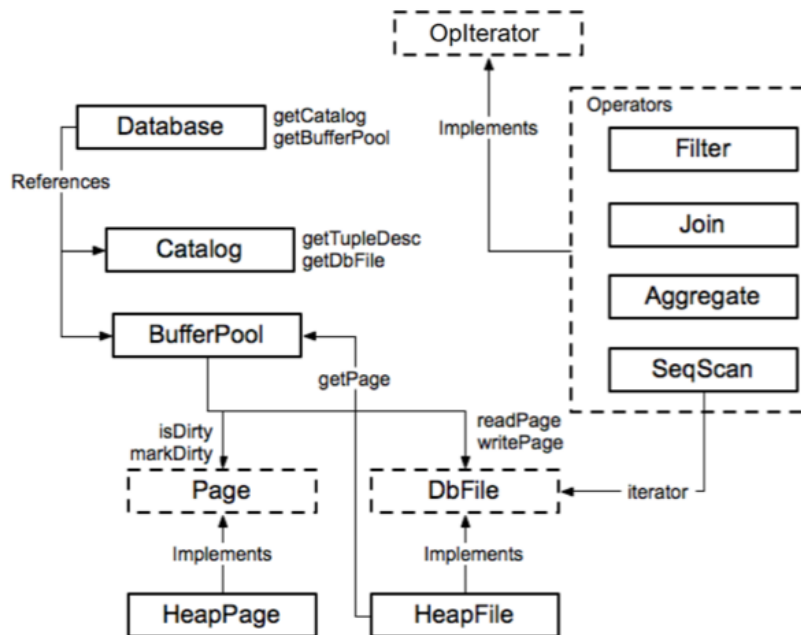 OpIterator
Operators
Database
getCatalog
getBufferPool
Implements
Filter
References
Join
Catalog
getTupleDesc
getDbFile
Aggregate
BufferPool
SeqScan
getPage
isDirty
markDirty
readPage
writePage
Page
DbFile
iterator
Implements
Implements
HeapPage
HeapFile